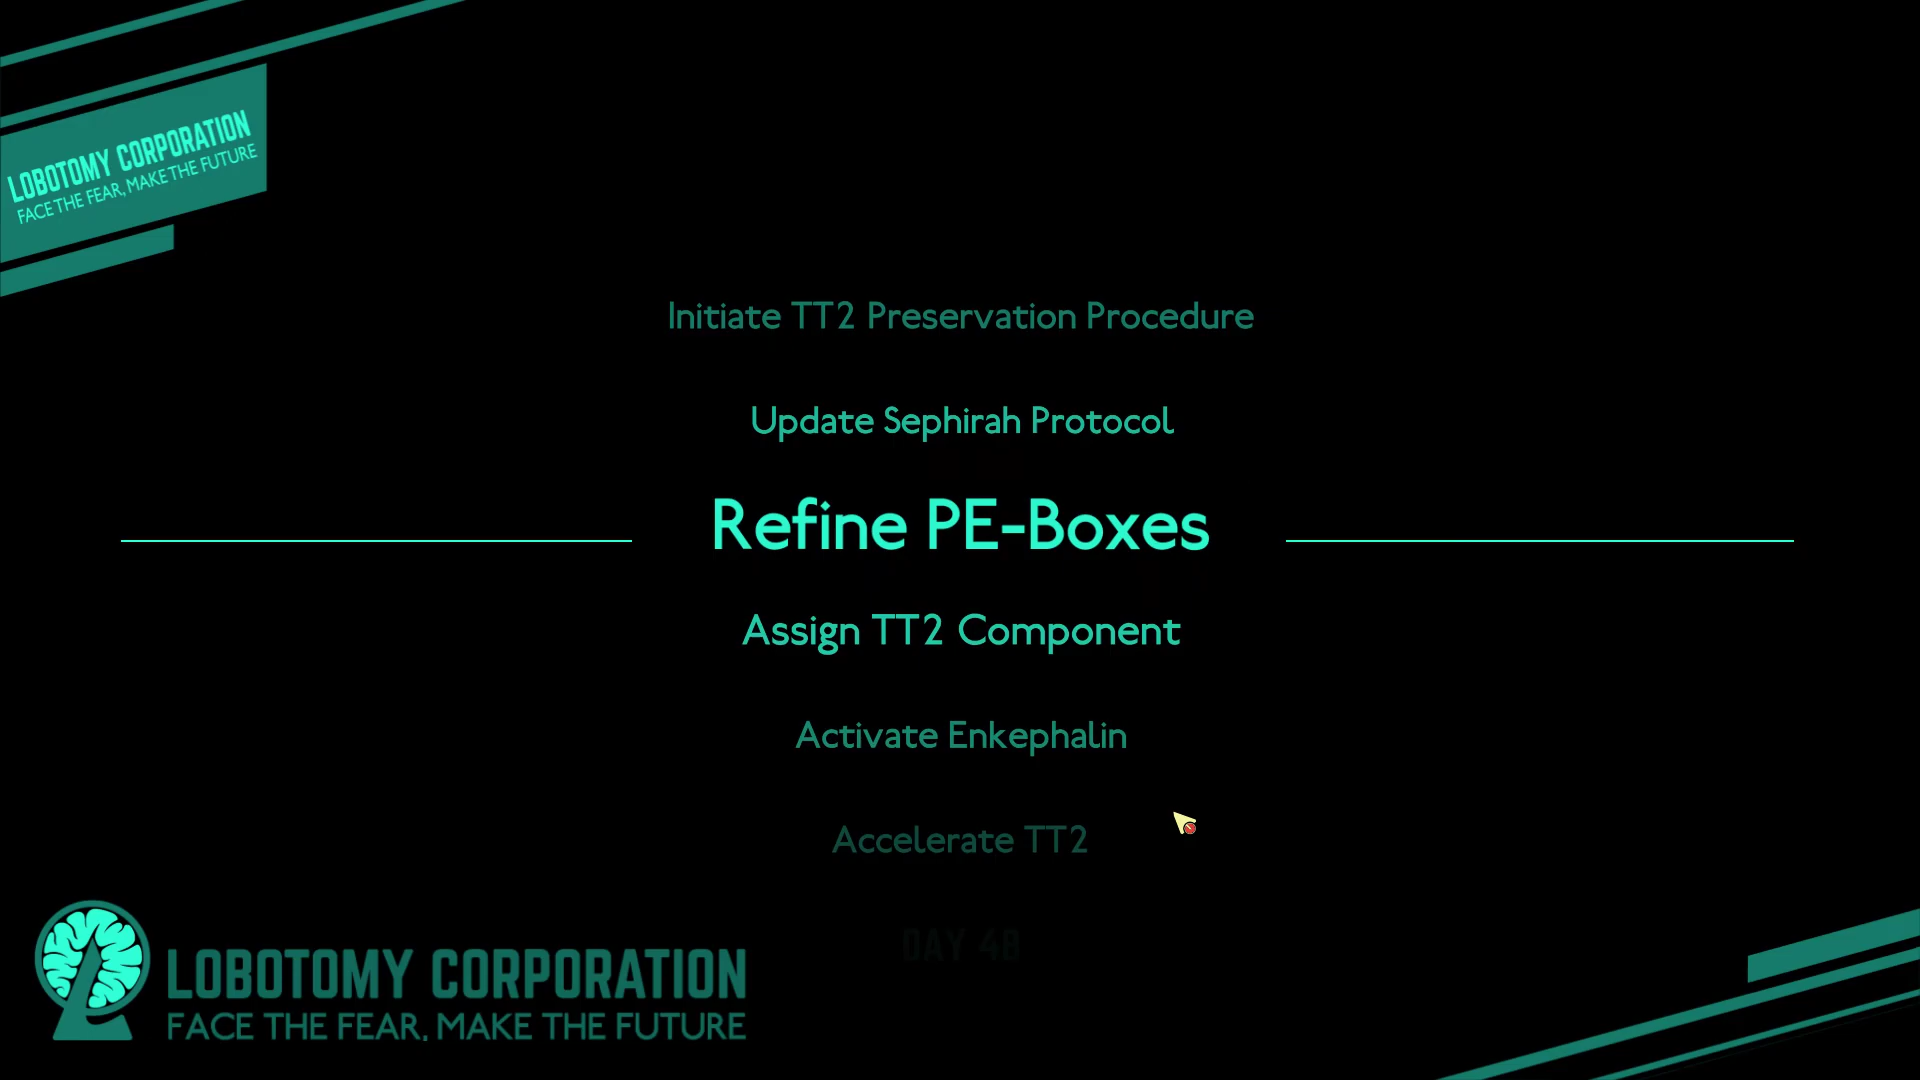 LOBOTOMY CORPORATION
FACE THE FEAR, MAKE THE FUTURE
Initiate TT2 Preservation Procedure
Update Sephirah Protocol
Refine PE-Boxes
Assign TT2 Component
Activate Enkephalin
Accelerate TT2
DAY 48
LOBOTOMY CORPORATION
FACE THE FEAR, MAKE THE FUTURE